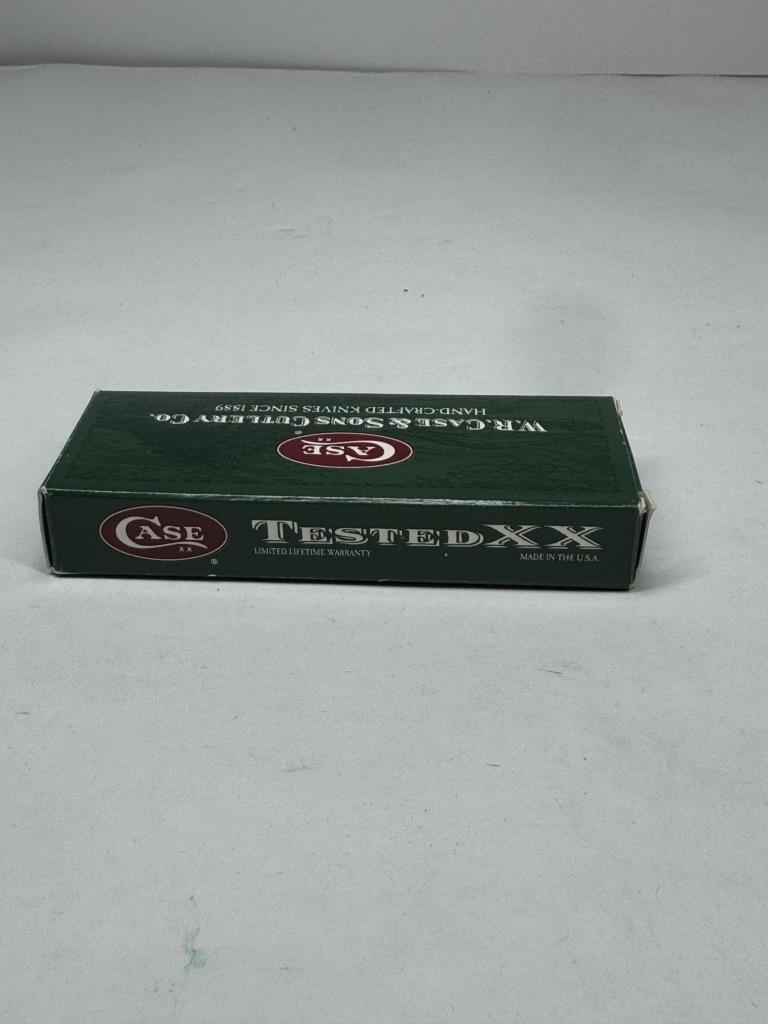 CASE
XX
®
W.R. CASE & SONS CUTLERY CO.
HAND-CRAFTED KNIVES SINCE 1889
CASE
XX
®
TESTED XX
LIMITED LIFETIME WARRANTY
MADE IN THE U.S.A.